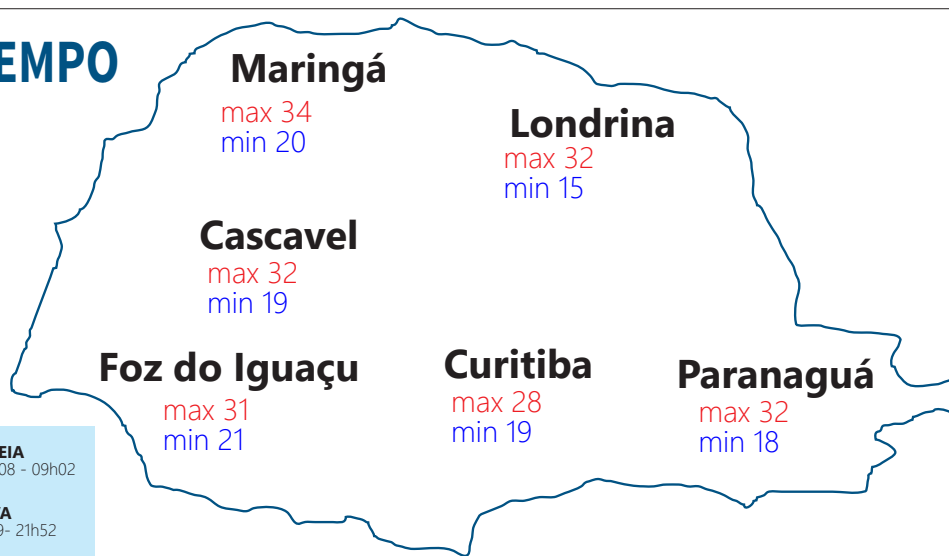 EMPO
Maringá
max 34
min 20
Londrina
max 32
min 15
Cascavel
max 32
min 19
Foz do Iguaçu
max 31
min 21
Curitiba
max 28
min 19
Paranaguá
max 32
min 18
EIA
08 - 09h02
A
- 21h52